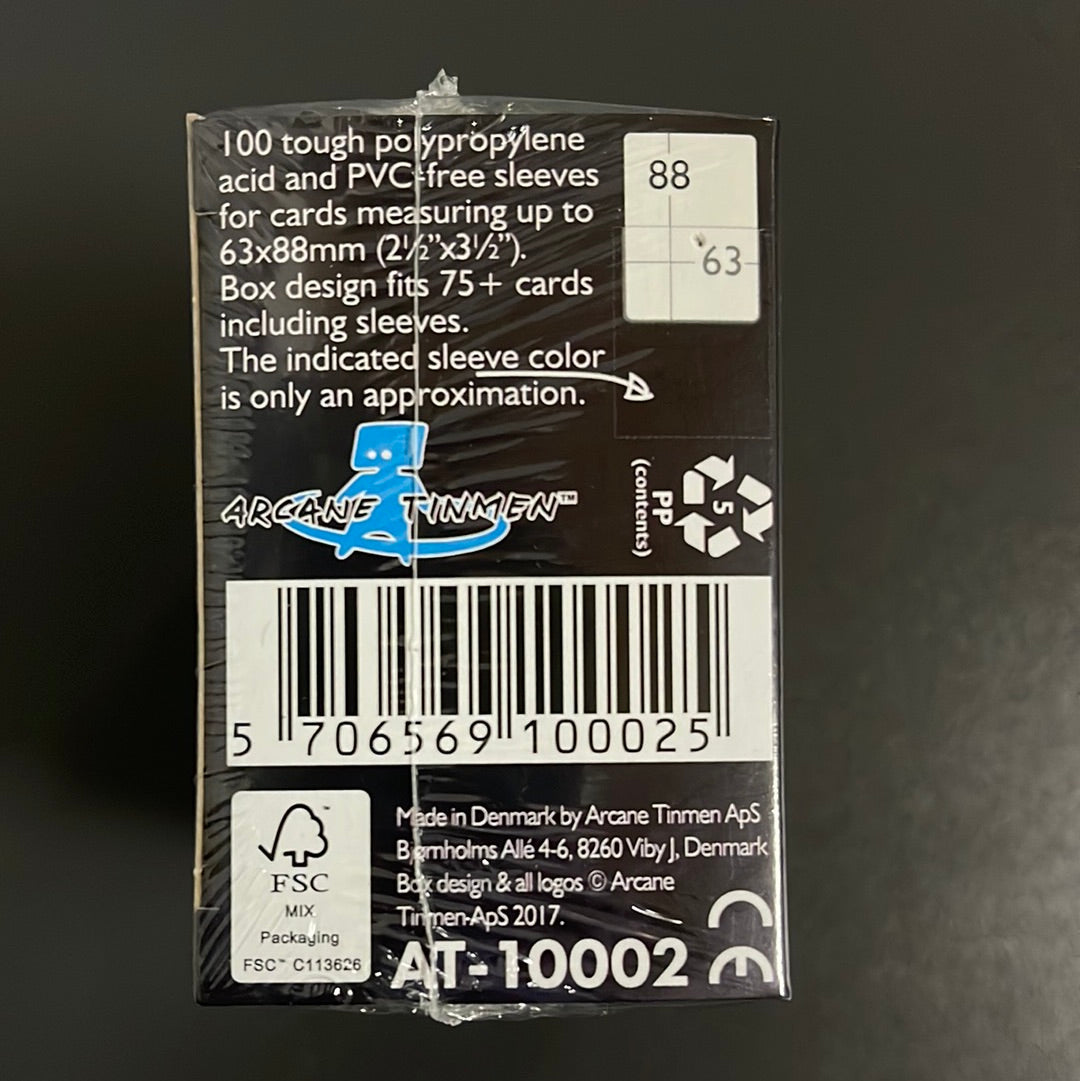 100 tough polypropylene
acid and PVC-free sleeves
for cards measuring up to
63x88mm (2½”x3½”).
Box design fits 75+ cards
including sleeves.
The indicated sleeve color
is only an approximation.
88
63
ARCANE TINMEN™
5
PP
(contents)
5 706569 100025
FSC™
MIX
Packaging
FSC™ C113626
Made in Denmark by Arcane Tinmen ApS
Bjørnholms Allé 4-6, 8260 Viby J, Denmark
Box design & all logos © Arcane
Tinmen ApS 2017.
AT-10002
CE